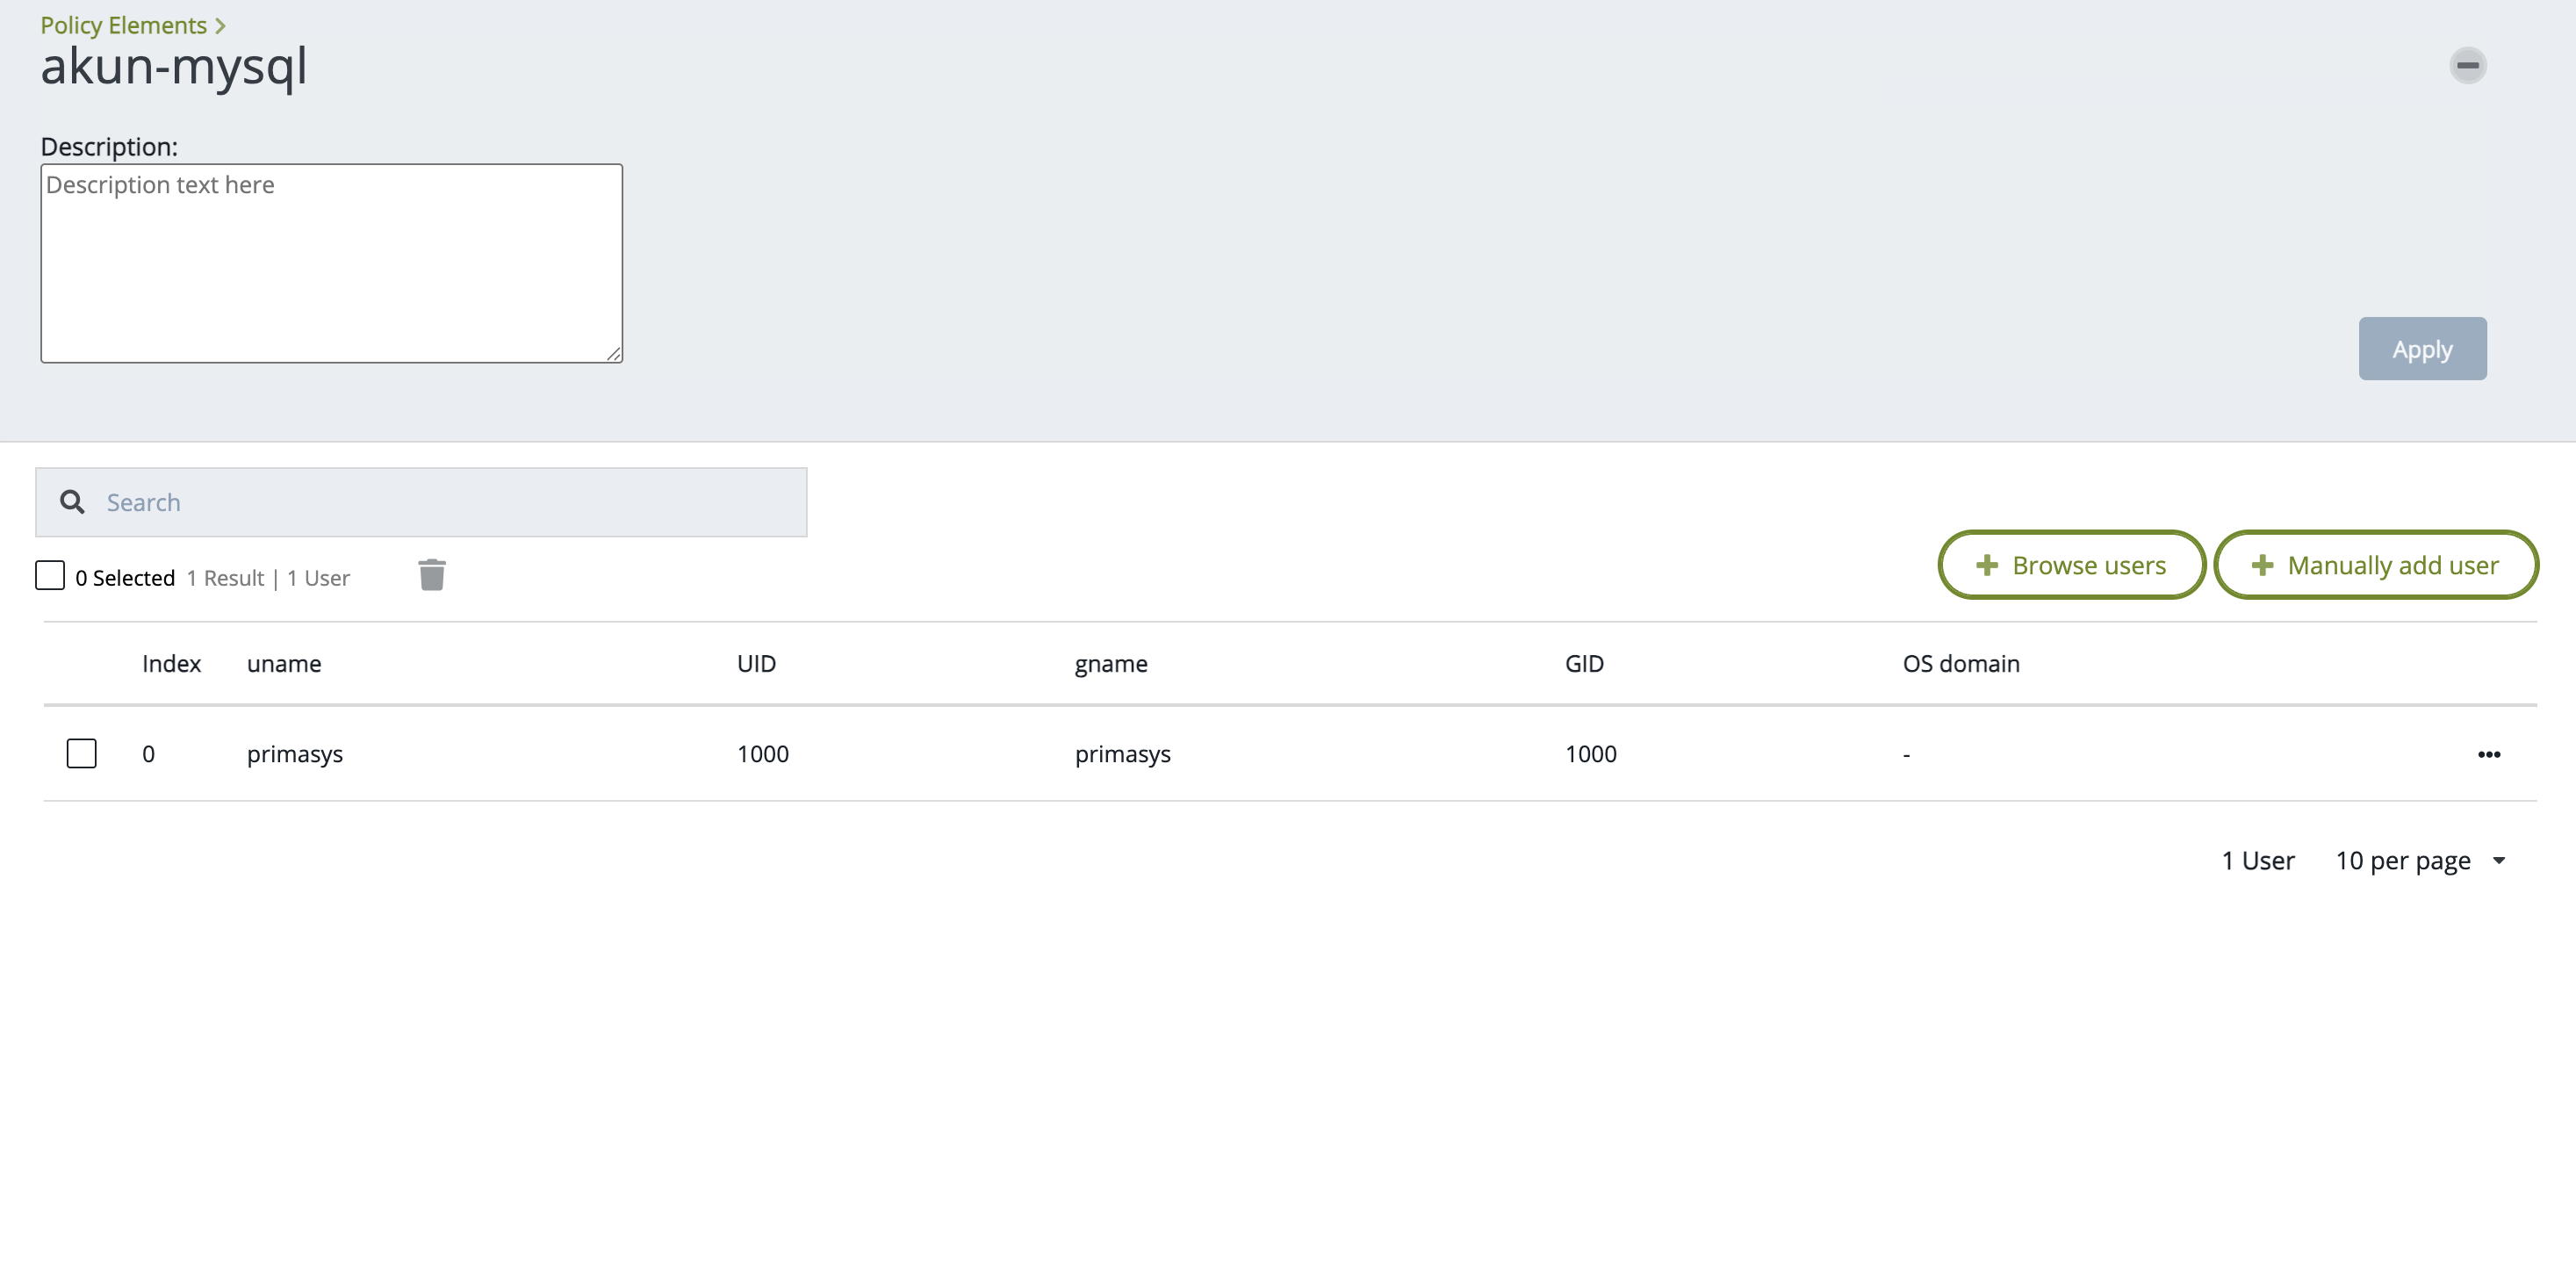 Policy Elements
akun-mysql
Description:
Description text here
Apply
Search
0 Selected 1 Result | 1 User
Browse users
Manually add user
Index uname UID gname GID OS domain
0 primasys 1000 primasys 1000 -
1 User 10 per page